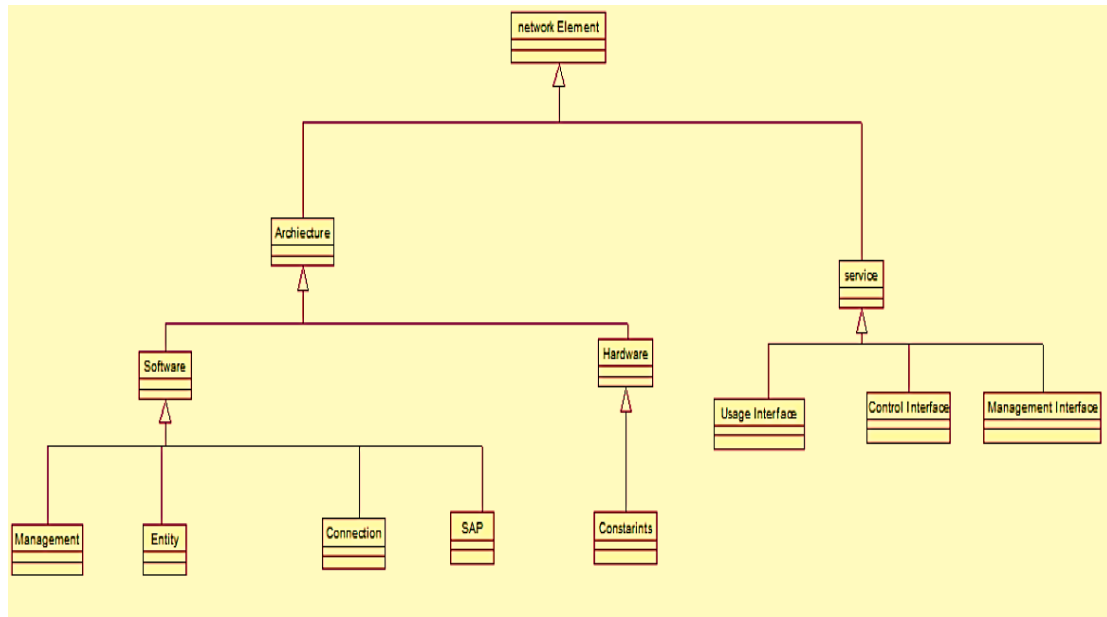 network Element
Archiecture
service
Software
Hardware
Usage Interface
Control Interface
Management Interface
Management
Entity
Connection
SAP
Constarints